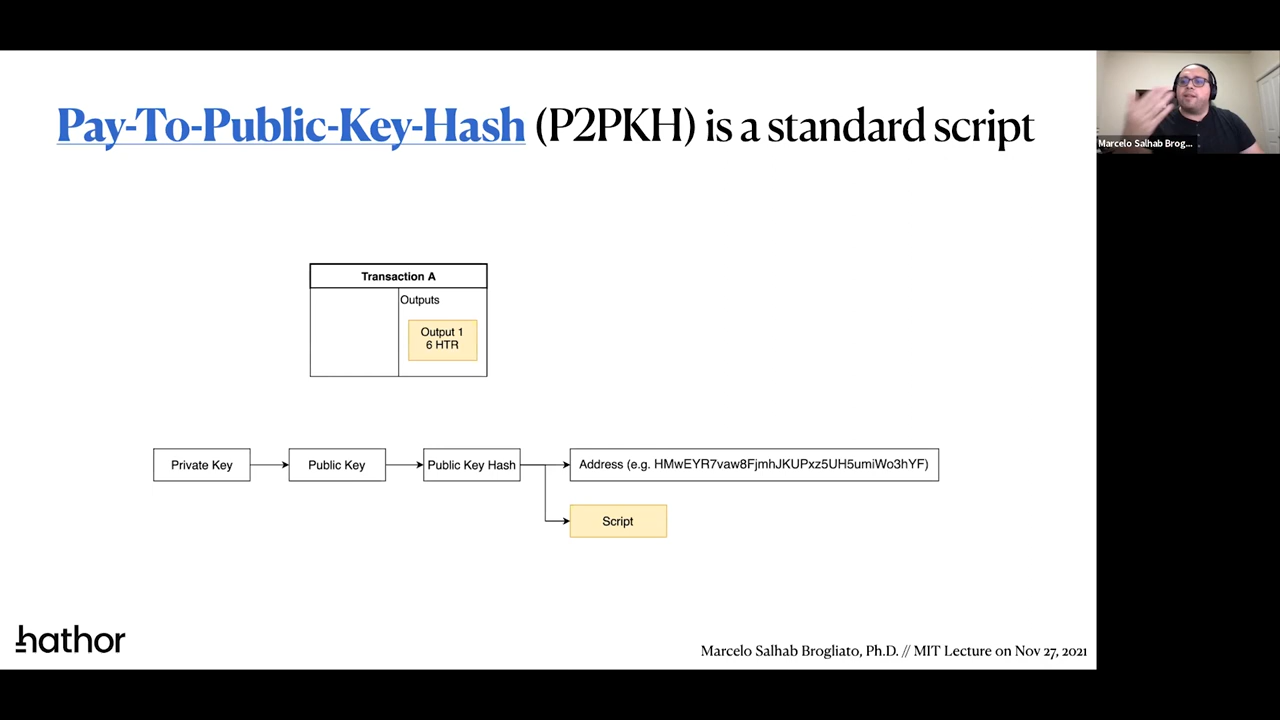 Pay-To-Public-Key-Hash (P2PKH) is a standard script
Marcelo Salhab Brog...
Transaction A
Outputs
Output 1
6 HTR
Private Key
Public Key
Public Key Hash
Address (e.g. HMwEYR7vaw8FjmhJKUPxz5UH5umiWo3hYF)
Script
hathor
Marcelo Salhab Brogliato, Ph.D. // MIT Lecture on Nov 27, 2021